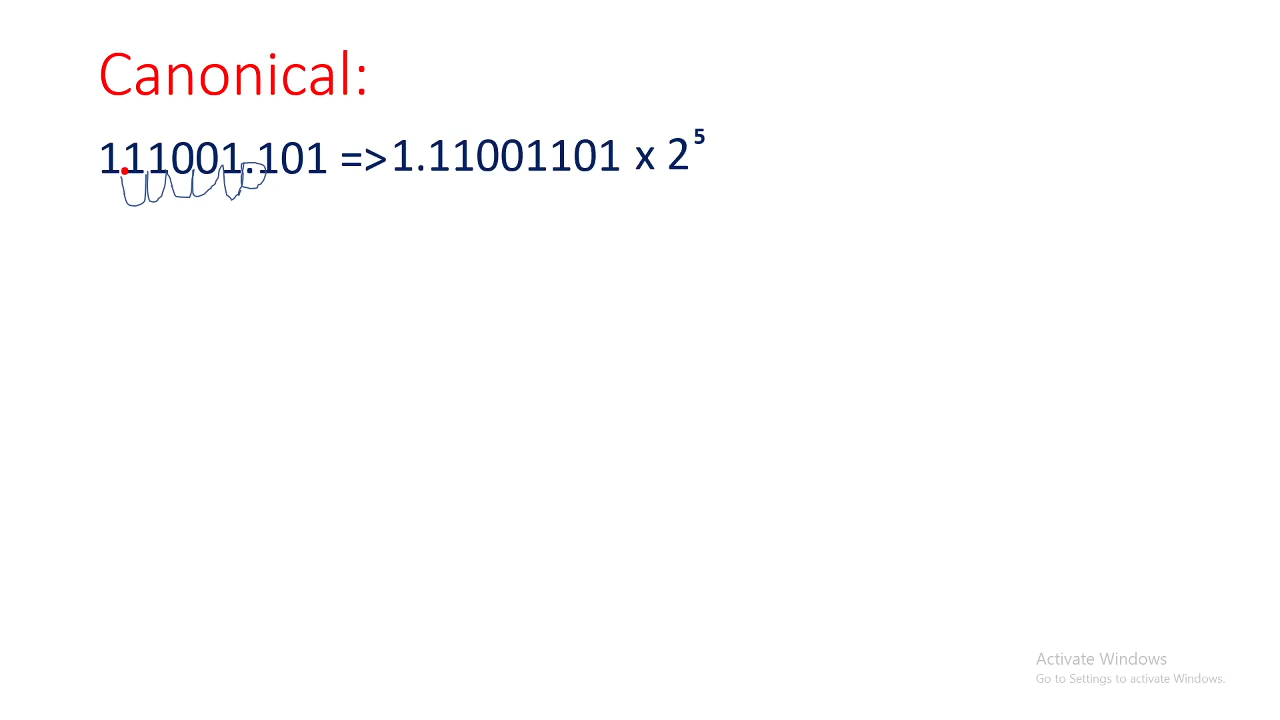 Canonical:
111001.101 => 1.11001101 x 2⁵
Activate Windows
Go to Settings to activate Windows.